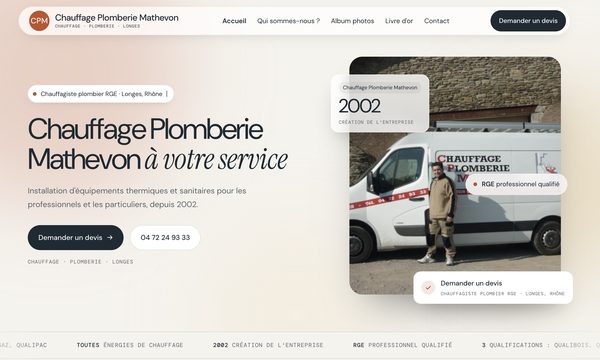 CPM
Chauffage Plomberie Mathevon
CHAUFFAGE · PLOMBERIE · LONGES
Accueil
Qui sommes-nous ?
Album photos
Livre d'or
Contact
Demander un devis
Chauffagiste plombier RGE · Longes, Rhône
Chauffage Plomberie
Mathevon à votre service
Installation d'équipements thermiques et sanitaires pour les
professionnels et les particuliers, depuis 2002.
Demander un devis →
04 72 24 93 33
CHAUFFAGE · PLOMBERIE · LONGES
Chauffage Plomberie Mathevon
2002
CRÉATION DE L'ENTREPRISE
CHAUFFAGE
PLOMBERIE
RGE professionnel qualifié
Demander un devis
CHAUFFAGISTE PLOMBIER RGE · LONGES, RHÔNE
QUALIPAC
TOUTES ÉNERGIES DE CHAUFFAGE
2002 CRÉATION DE L'ENTREPRISE
RGE PROFESSIONNEL QUALIFIÉ
3 QUALIFICATIONS : QUALIBOIS,